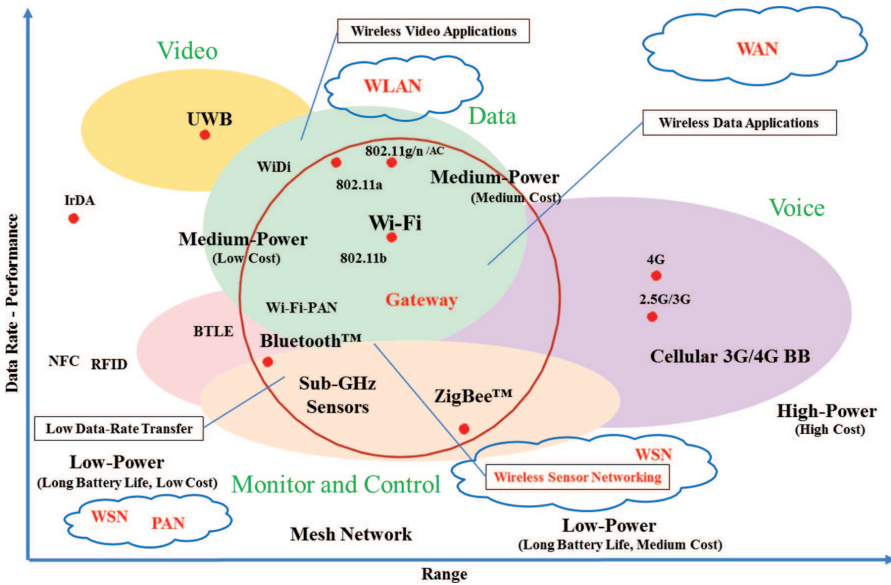 Wireless Video Applications
Video
WLAN
WAN
UWB
Data
Wireless Data Applications
802.11g/n /AC
WiDi
802.11a
Medium-Power
(Medium Cost)
IrDA
Voice
Wi-Fi
Medium-Power
(Low Cost)
802.11b
4G
Gateway
2.5G/3G
Wi-Fi-PAN
BTLE
Bluetooth™
NFC
RFID
Cellular 3G/4G BB
Sub-GHz
Sensors
ZigBee™
High-Power
(High Cost)
Low Data-Rate Transfer
WSN
Low-Power
(Long Battery Life, Low Cost)
Monitor and Control
Wireless Sensor Networking
WSN
PAN
Mesh Network
Low-Power
(Long Battery Life, Medium Cost)
Data Rate - Performance
Range